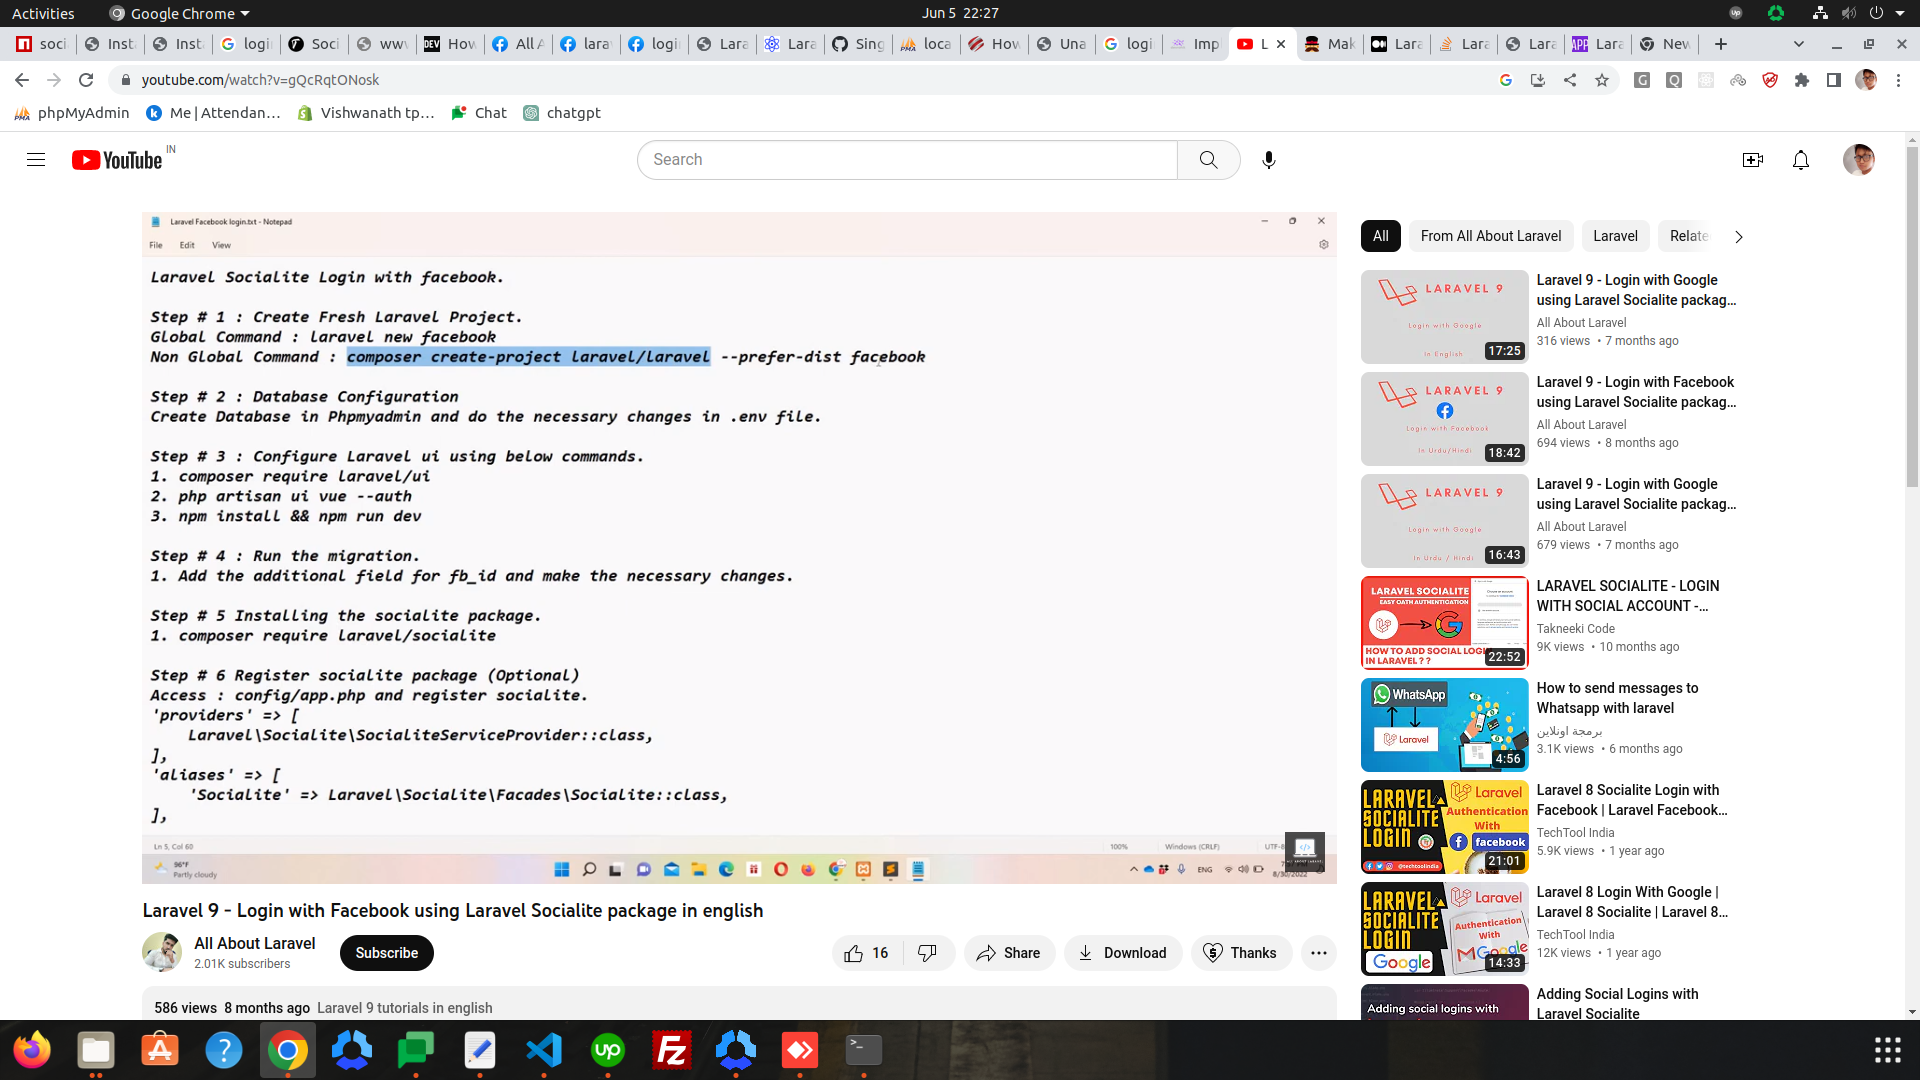 Activities
Google Chrome
Jun 5 22:27
soci
Insta
Insta
logi
Soci
www
How
All A
lara
logi
Lara
Lara
Sing
loca
How
Una
logi
Imp
L
Mak
Lara
Lara
Lara
Lara
New
youtube.com/watch?v=gQcRqtONosk
phpMyAdmin
Me | Attendan...
Vishwanath tp...
Chat
chatgpt
YouTube IN
Search
Laravel Facebook login.txt - Notepad
File Edit View
Laravel Socialite Login with facebook.
Step # 1 : Create Fresh Laravel Project.
Global Command : laravel new facebook
Non Global Command : composer create-project laravel/laravel --prefer-dist facebook
Step # 2 : Database Configuration
Create Database in Phpmyadmin and do the necessary changes in .env file.
Step # 3 : Configure Laravel ui using below commands.
1. composer require laravel/ui
2. php artisan ui vue --auth
3. npm install && npm run dev
Step # 4 : Run the migration.
1. Add the additional field for fb_id and make the necessary changes.
Step # 5 Installing the socialite package.
1. composer require laravel/socialite
Step # 6 Register socialite package (Optional)
Access : config/app.php and register socialite.
'providers' => [
Laravel\Socialite\SocialiteServiceProvider::class,
],
'aliases' => [
'Socialite' => Laravel\Socialite\Facades\Socialite::class,
],
Ln 5, Col 60
100%
Windows (CRLF)
UTF-8
96°F
Partly cloudy
ENG
8/30/2022
Laravel 9 - Login with Facebook using Laravel Socialite package in english
All About Laravel
2.01K subscribers
Subscribe
16
Share
Download
Thanks
586 views 8 months ago Laravel 9 tutorials in english
All
From All About Laravel
Laravel
Relate
LARAVEL 9
Login with Google
In English
17:25
Laravel 9 - Login with Google
using Laravel Socialite packag...
All About Laravel
316 views • 7 months ago
LARAVEL 9
Login with Facebook
In Urdu/Hindi
18:42
Laravel 9 - Login with Facebook
using Laravel Socialite packag...
All About Laravel
694 views • 8 months ago
LARAVEL 9
Login with Google
In Urdu / Hindi
16:43
Laravel 9 - Login with Google
using Laravel Socialite packag...
All About Laravel
679 views • 7 months ago
LARAVEL SOCIALITE
EASY OATH AUTHENTICATION
HOW TO ADD SOCIAL LOGI
IN LARAVEL ? ?
22:52
LARAVEL SOCIALITE - LOGIN
WITH SOCIAL ACCOUNT -...
Takneeki Code
9K views • 10 months ago
WhatsApp
Laravel
4:56
How to send messages to
Whatsapp with laravel
برمجة اونلاين
3.1K views • 6 months ago
LARAVEL
SOCIALITE
LOGIN
Laravel
Authentication
With
facebook
@techtoolindia
21:01
Laravel 8 Socialite Login with
Facebook | Laravel Facebook...
TechTool India
5.9K views • 1 year ago
LARAVEL
SOCIALITE
LOGIN
Google
Laravel
Authentication
With
Google
14:33
Laravel 8 Login With Google |
Laravel 8 Socialite | Laravel 8...
TechTool India
12K views • 1 year ago
Adding social logins with
Adding Social Logins with
Laravel Socialite